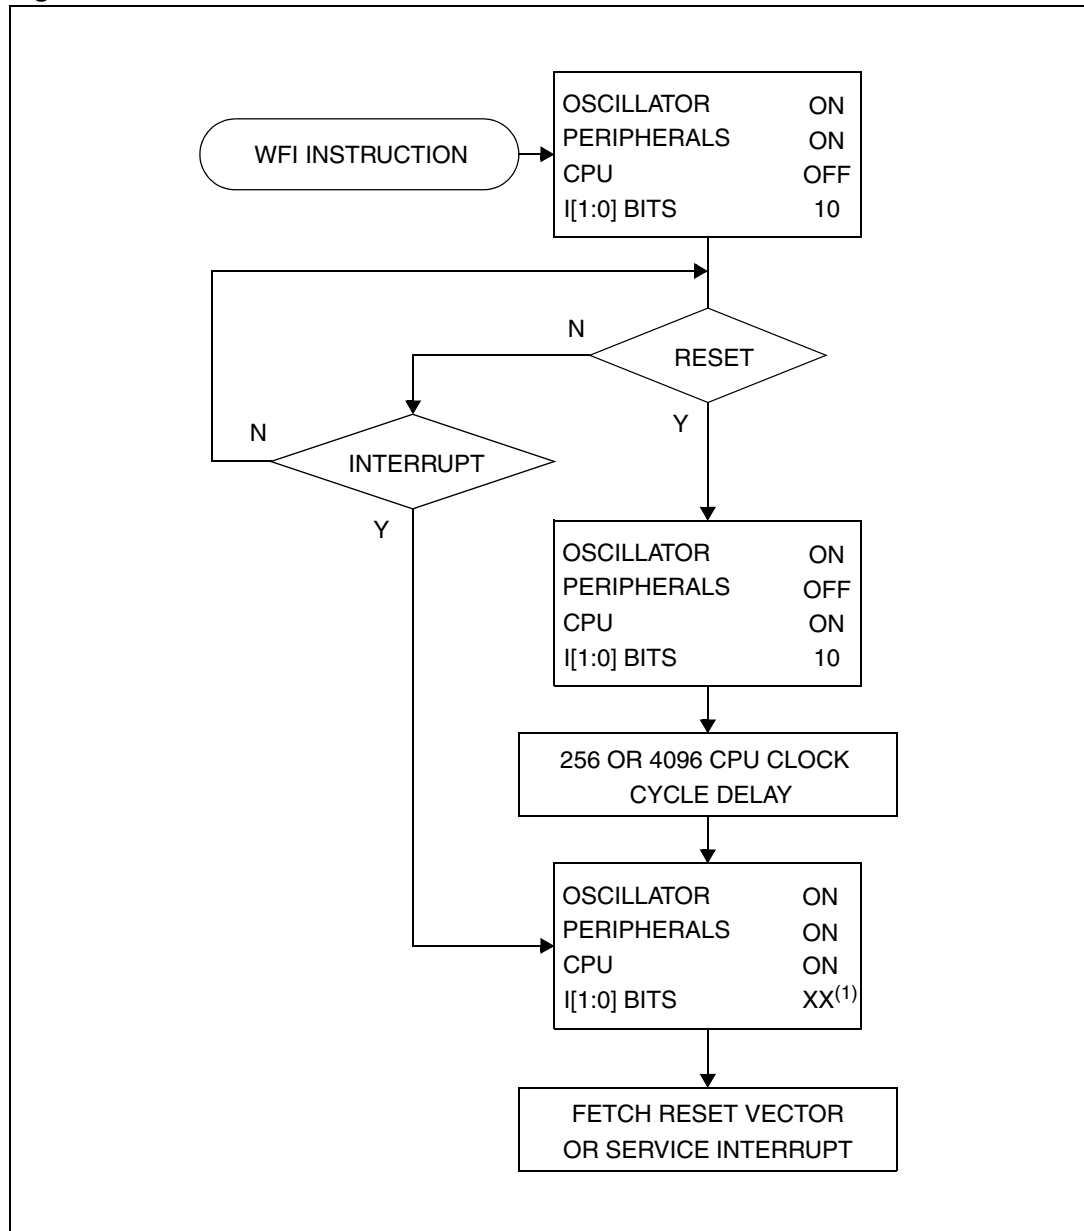 WFI INSTRUCTION
OSCILLATOR ON
PERIPHERALS ON
CPU OFF
I[1:0] BITS 10
N
RESET
Y
N
INTERRUPT
Y
OSCILLATOR ON
PERIPHERALS OFF
CPU ON
I[1:0] BITS 10
256 OR 4096 CPU CLOCK
CYCLE DELAY
OSCILLATOR ON
PERIPHERALS ON
CPU ON
I[1:0] BITS XX(1)
FETCH RESET VECTOR
OR SERVICE INTERRUPT